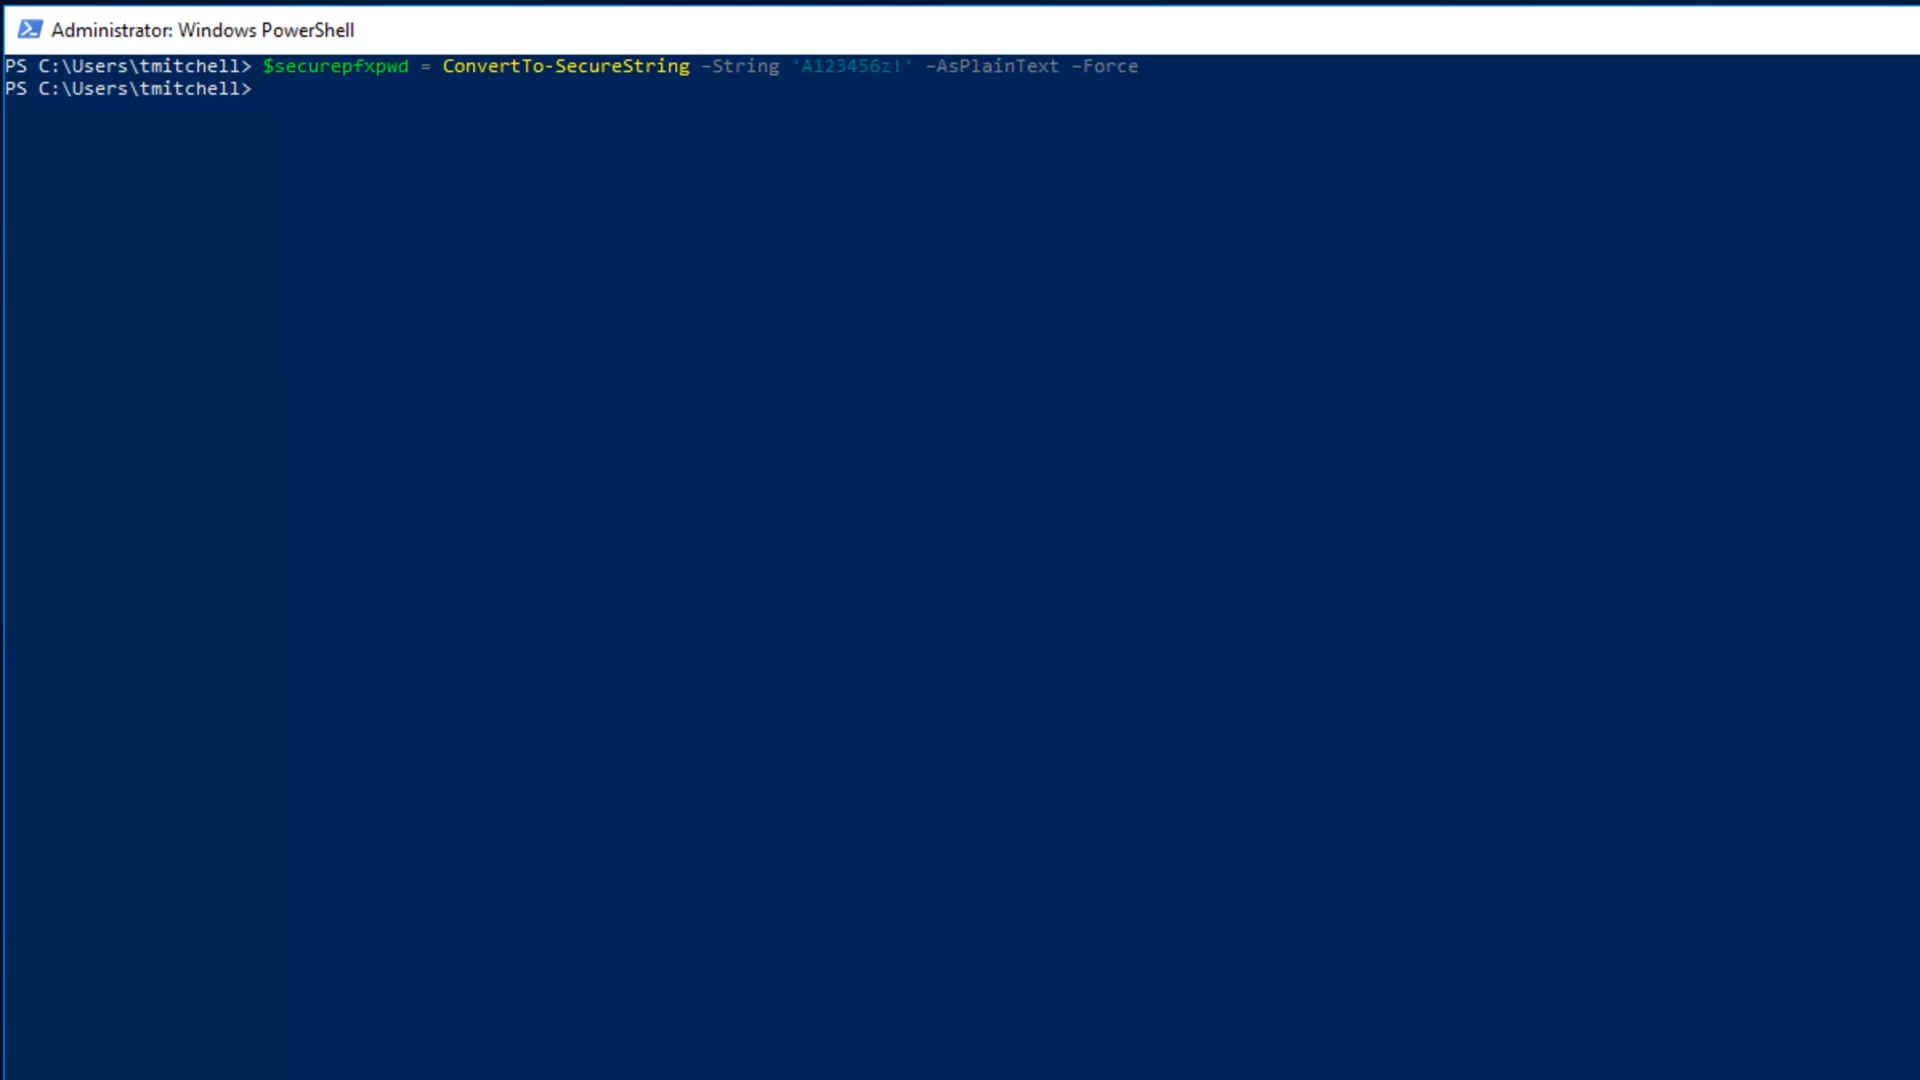 Administrator: Windows PowerShell
PS C:\Users\tmitchell> $securepfxpwd = ConvertTo-SecureString -String 'A123456z!' -AsPlainText -Force
PS C:\Users\tmitchell>